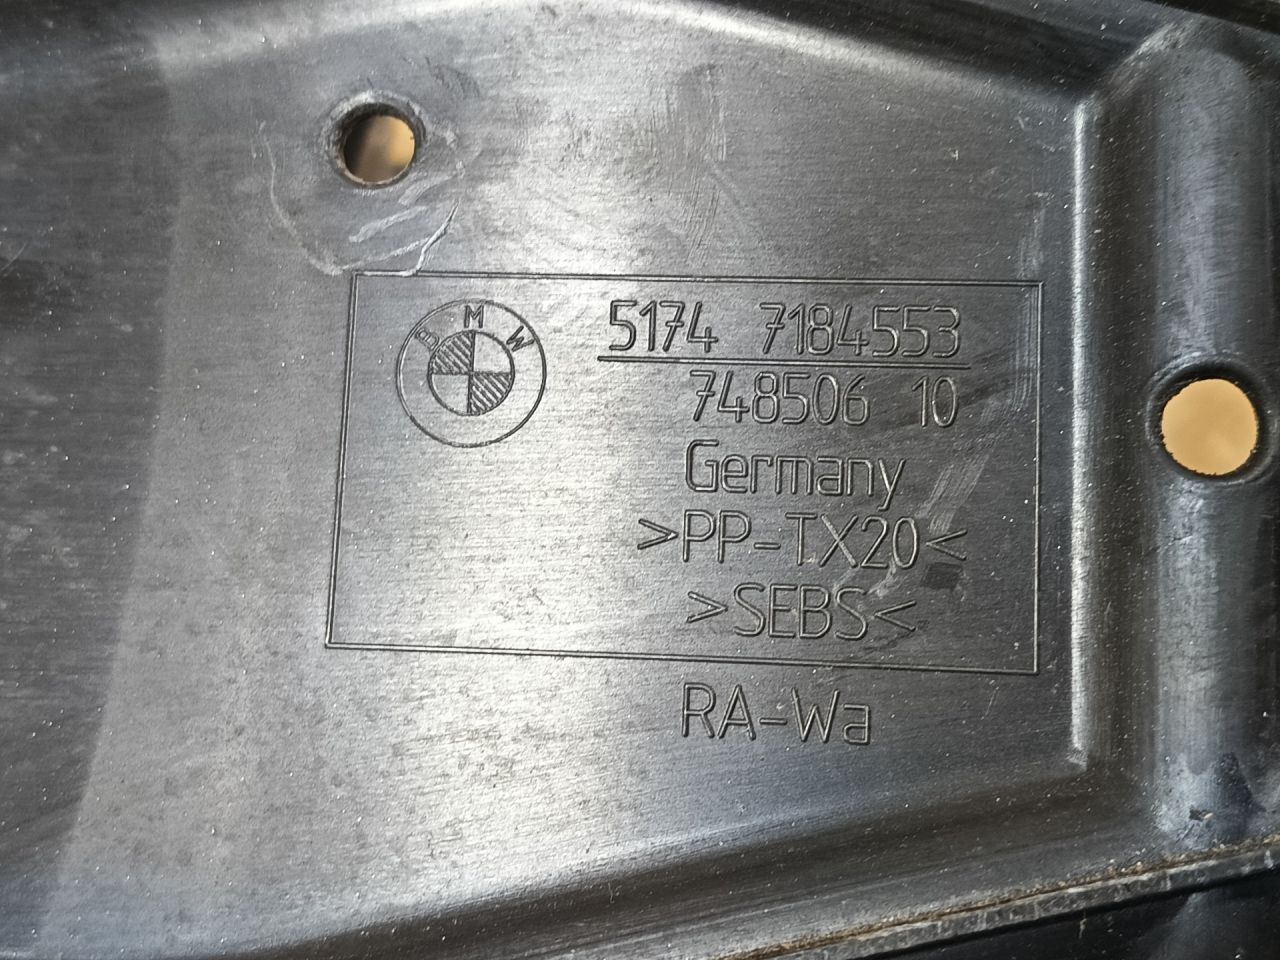 BMW
5174 7184553
748506 10
Germany
>PP-TX20<
>SEBS<
RA-Wa